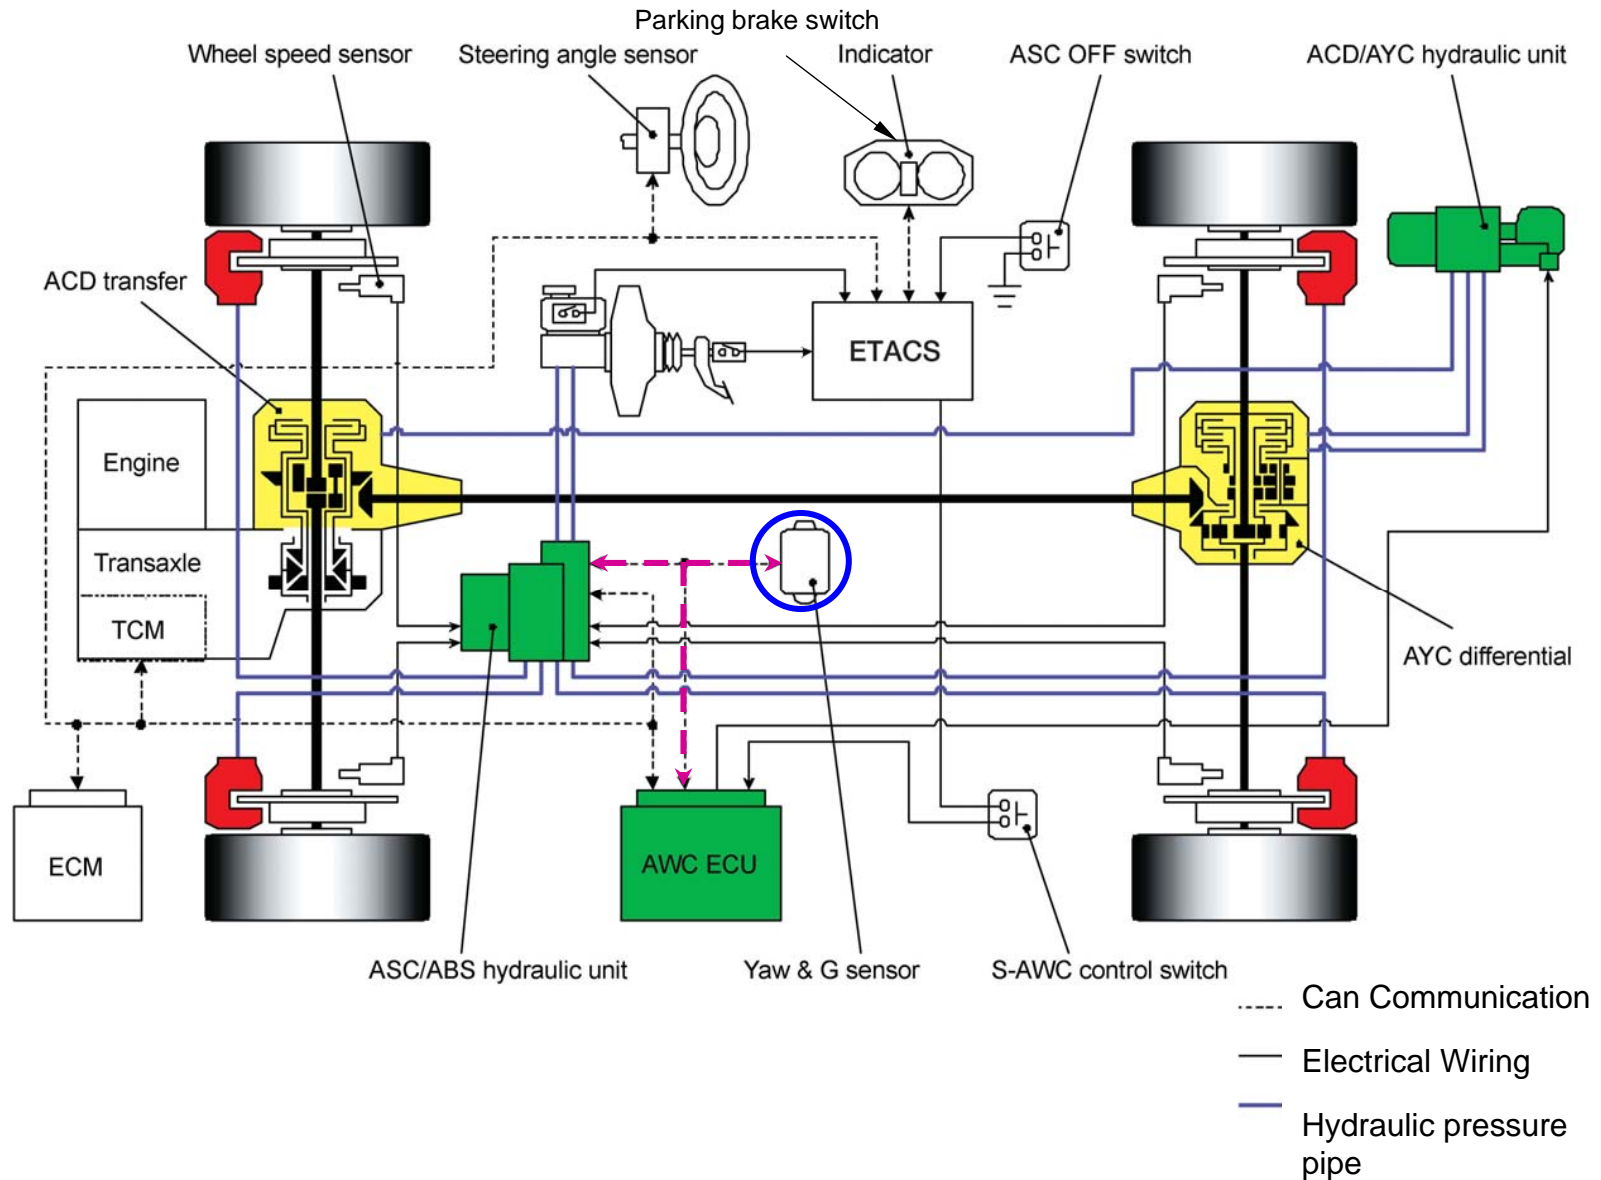 Parking brake switch
Wheel speed sensor
Steering angle sensor
Indicator
ASC OFF switch
ACD/AYC hydraulic unit
ACD transfer
ETACS
Engine
Transaxle
TCM
AYC differential
ECM
AWC ECU
ASC/ABS hydraulic unit
Yaw & G sensor
S-AWC control switch
Can Communication
Electrical Wiring
Hydraulic pressure
pipe